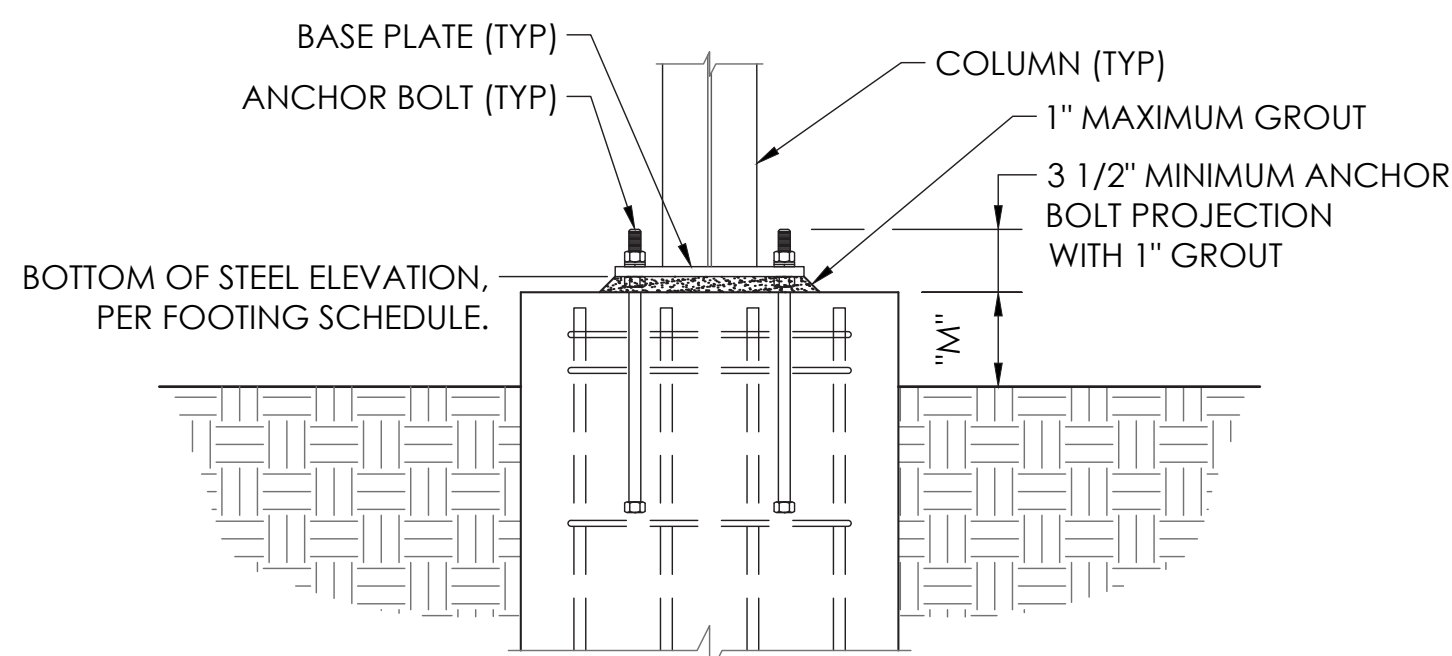 BASE PLATE (TYP)
ANCHOR BOLT (TYP)
COLUMN (TYP)
1" MAXIMUM GROUT
3 1/2" MINIMUM ANCHOR
BOLT PROJECTION
WITH 1" GROUT
BOTTOM OF STEEL ELEVATION,
PER FOOTING SCHEDULE.
"M"